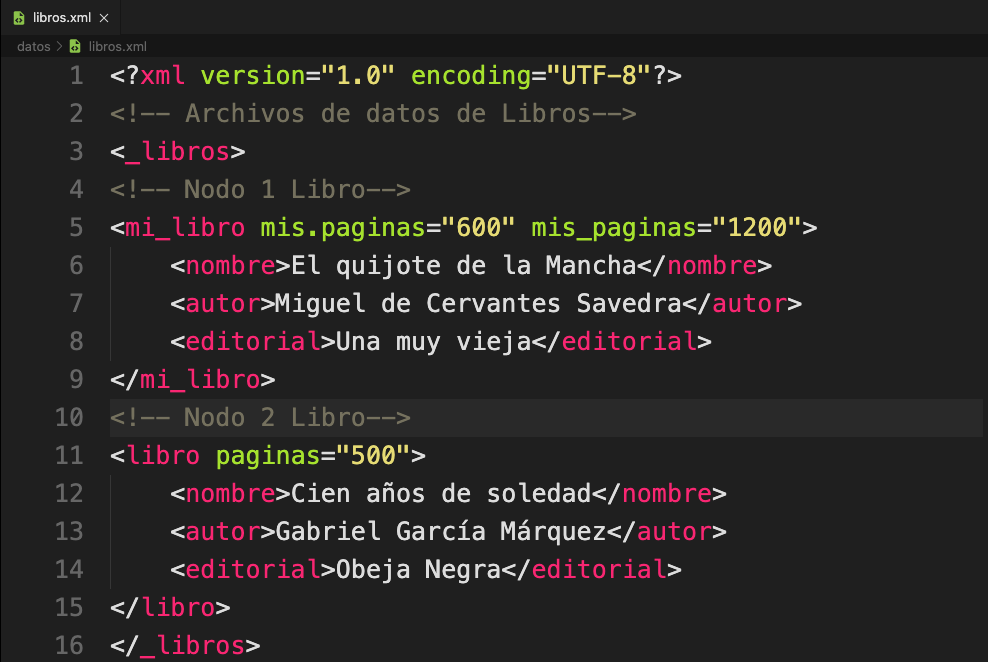 libros.xml ×
datos > libros.xml
1 <?xml version="1.0" encoding="UTF-8"?>
2 <!-- Archivos de datos de Libros-->
3 <_libros>
4 <!-- Nodo 1 Libro-->
5 <mi_libro mis.paginas="600" mis_paginas="1200">
6     <nombre>El quijote de la Mancha</nombre>
7     <autor>Miguel de Cervantes Savedra</autor>
8     <editorial>Una muy vieja</editorial>
9 </mi_libro>
10 <!-- Nodo 2 Libro-->
11 <libro paginas="500">
12     <nombre>Cien años de soledad</nombre>
13     <autor>Gabriel García Márquez</autor>
14     <editorial>Obeja Negra</editorial>
15 </libro>
16 </_libros>